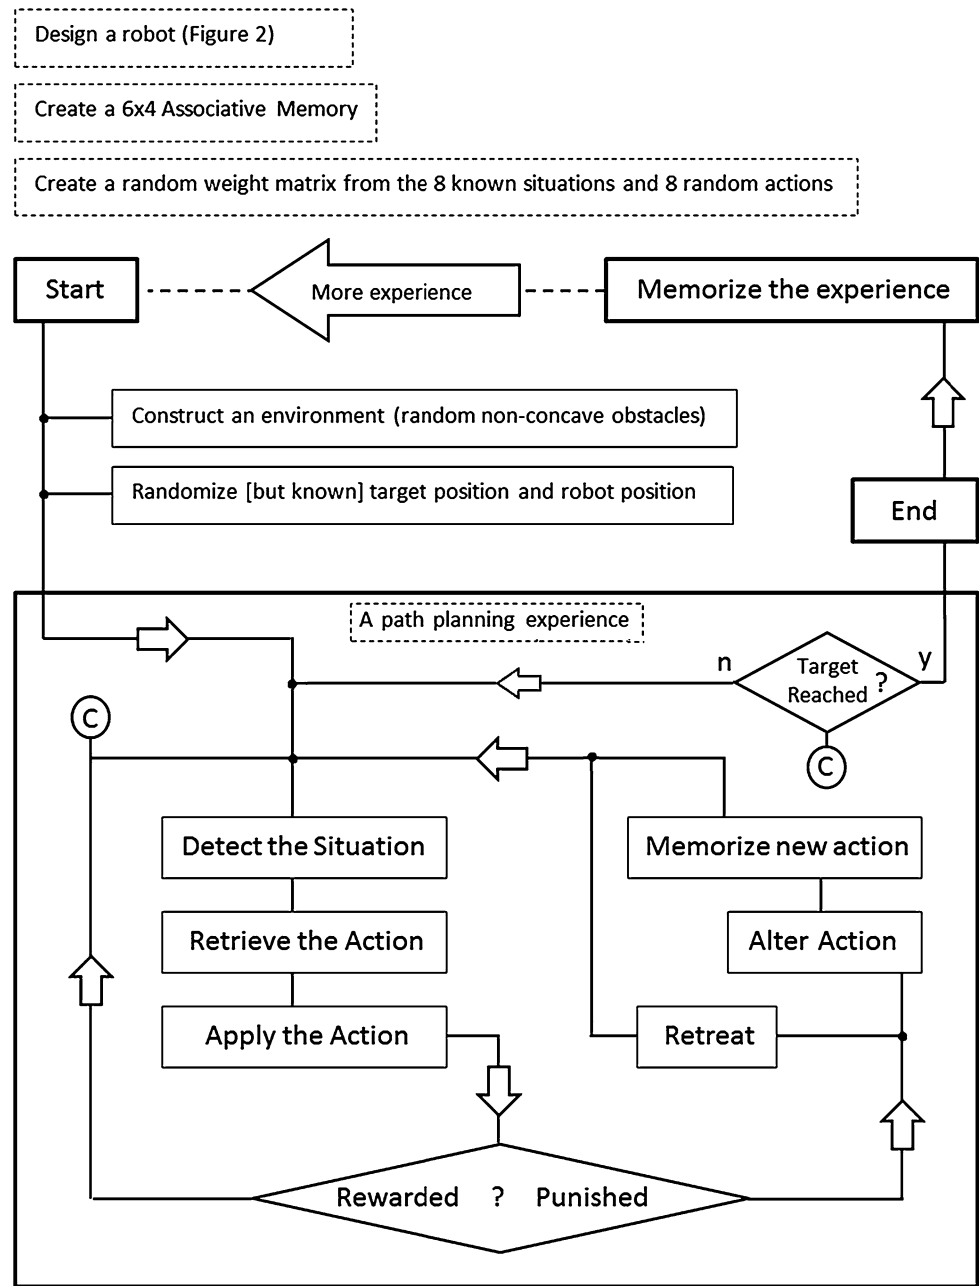 Design a robot (Figure 2)
Create a 6x4 Associative Memory
Create a random weight matrix from the 8 known situations and 8 random actions
Start
More experience
Memorize the experience
Construct an environment (random non-concave obstacles)
Randomize [but known] target position and robot position
End
A path planning experience
n
Target
Reached ?
y
C
C
Detect the Situation
Memorize new action
Retrieve the Action
Alter Action
Apply the Action
Retreat
Rewarded ? Punished